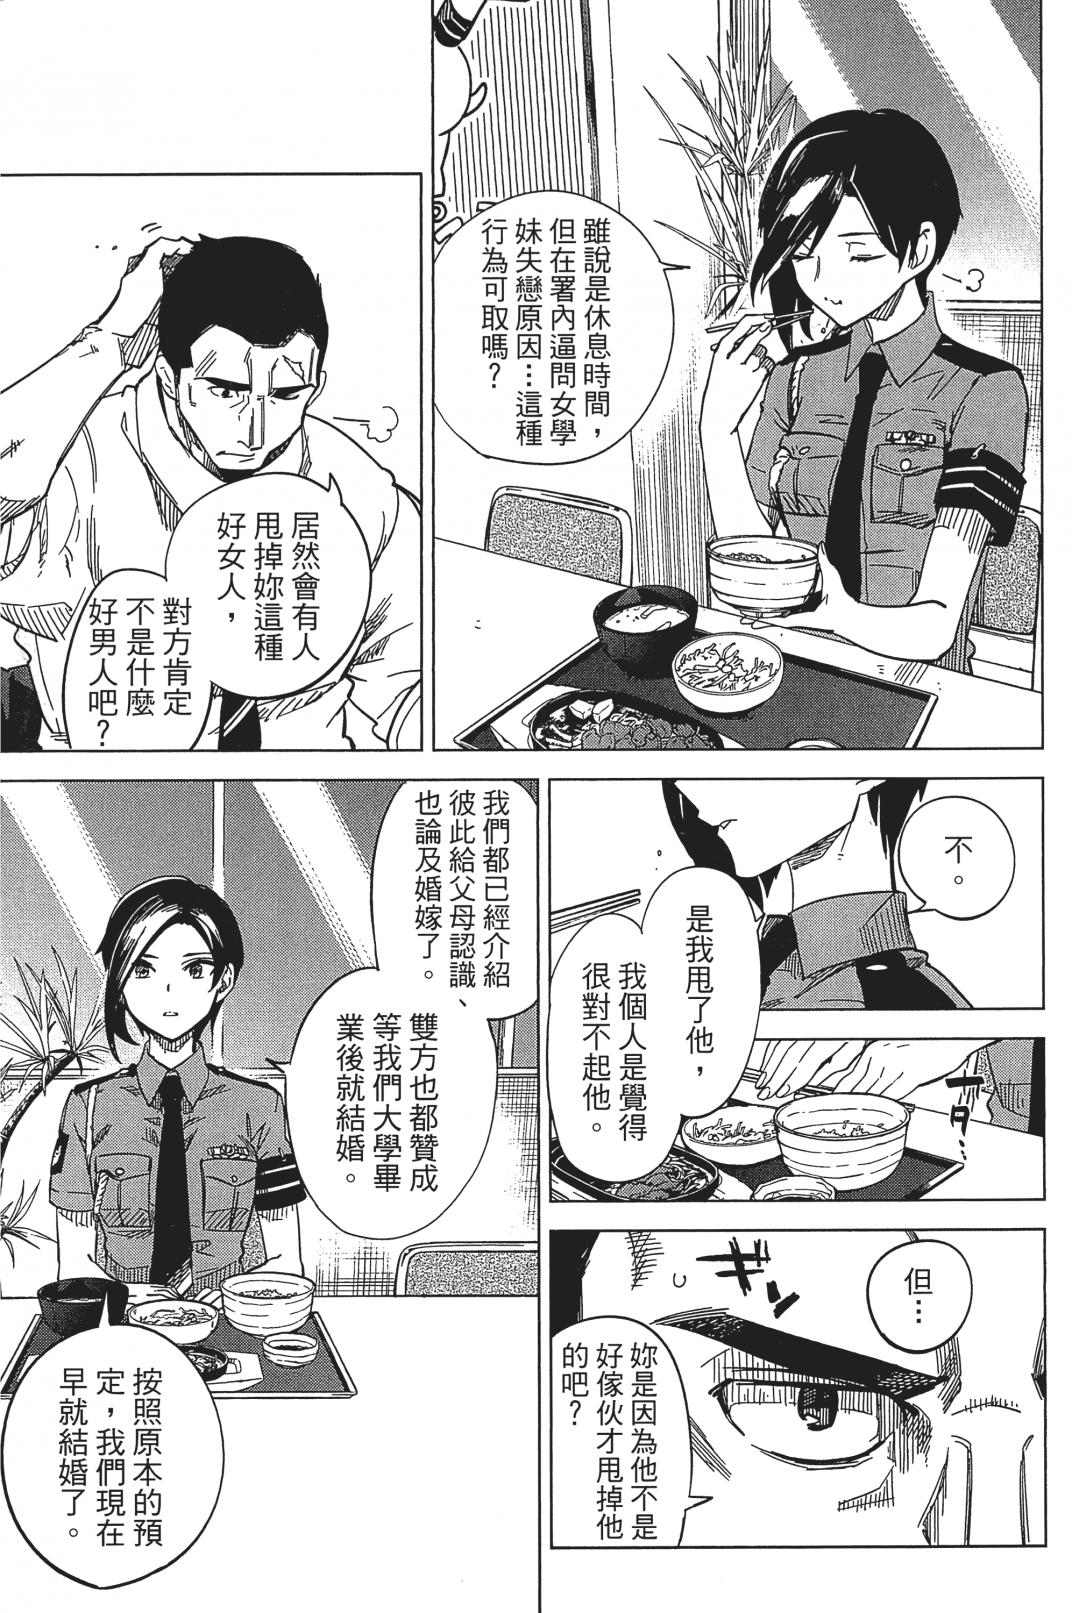 雖說是休息時間，
但在署內逼問女學
妹失戀原因…這種
行為可取嗎？
居然會有人
甩掉妳這種
好女人，
對方肯定
不是什麼
好男人吧？
不。
是我甩了他，
我個人是覺得
很對不起他。
ータ…
但…
妳是因為他不是
好傢伙才甩掉他
的吧？
我們都已經介紹
彼此給父母認識、
也論及婚嫁了。
雙方也都贊成
等我們大學畢
業後就結婚。
按照原本的預
定，我們現在
早就結婚了。